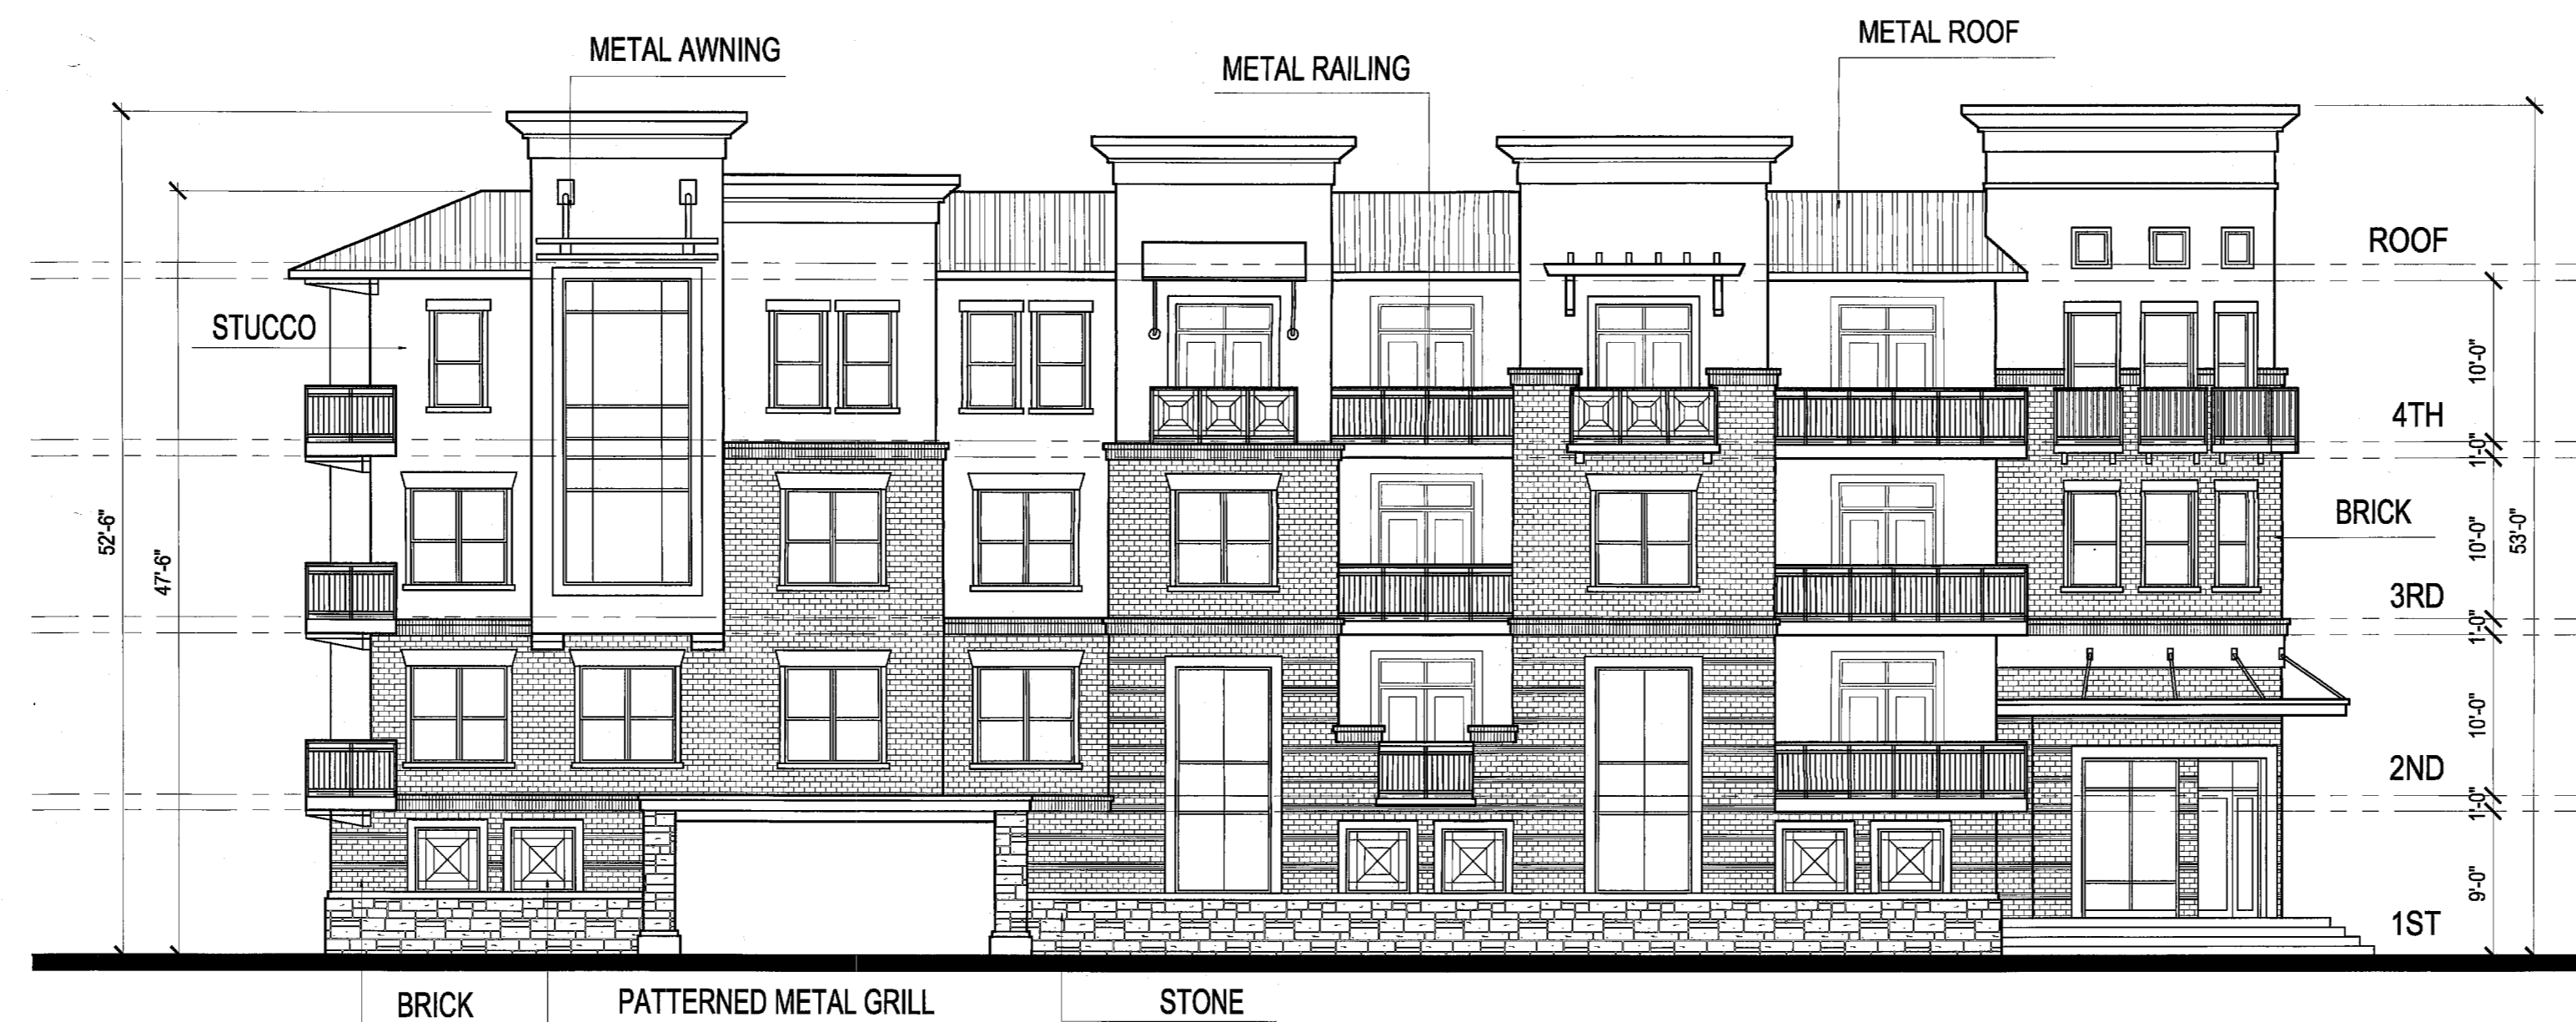 METAL ROOF
METAL AWNING
METAL RAILING
ROOF
STUCCO
10'-0"
4TH
1'-0"
52'-6"
47'-6"
BRICK
10'-0"
53'-0"
3RD
1'-0"
10'-0"
2ND
1'-0"
9'-0"
1ST
BRICK
PATTERNED METAL GRILL
STONE